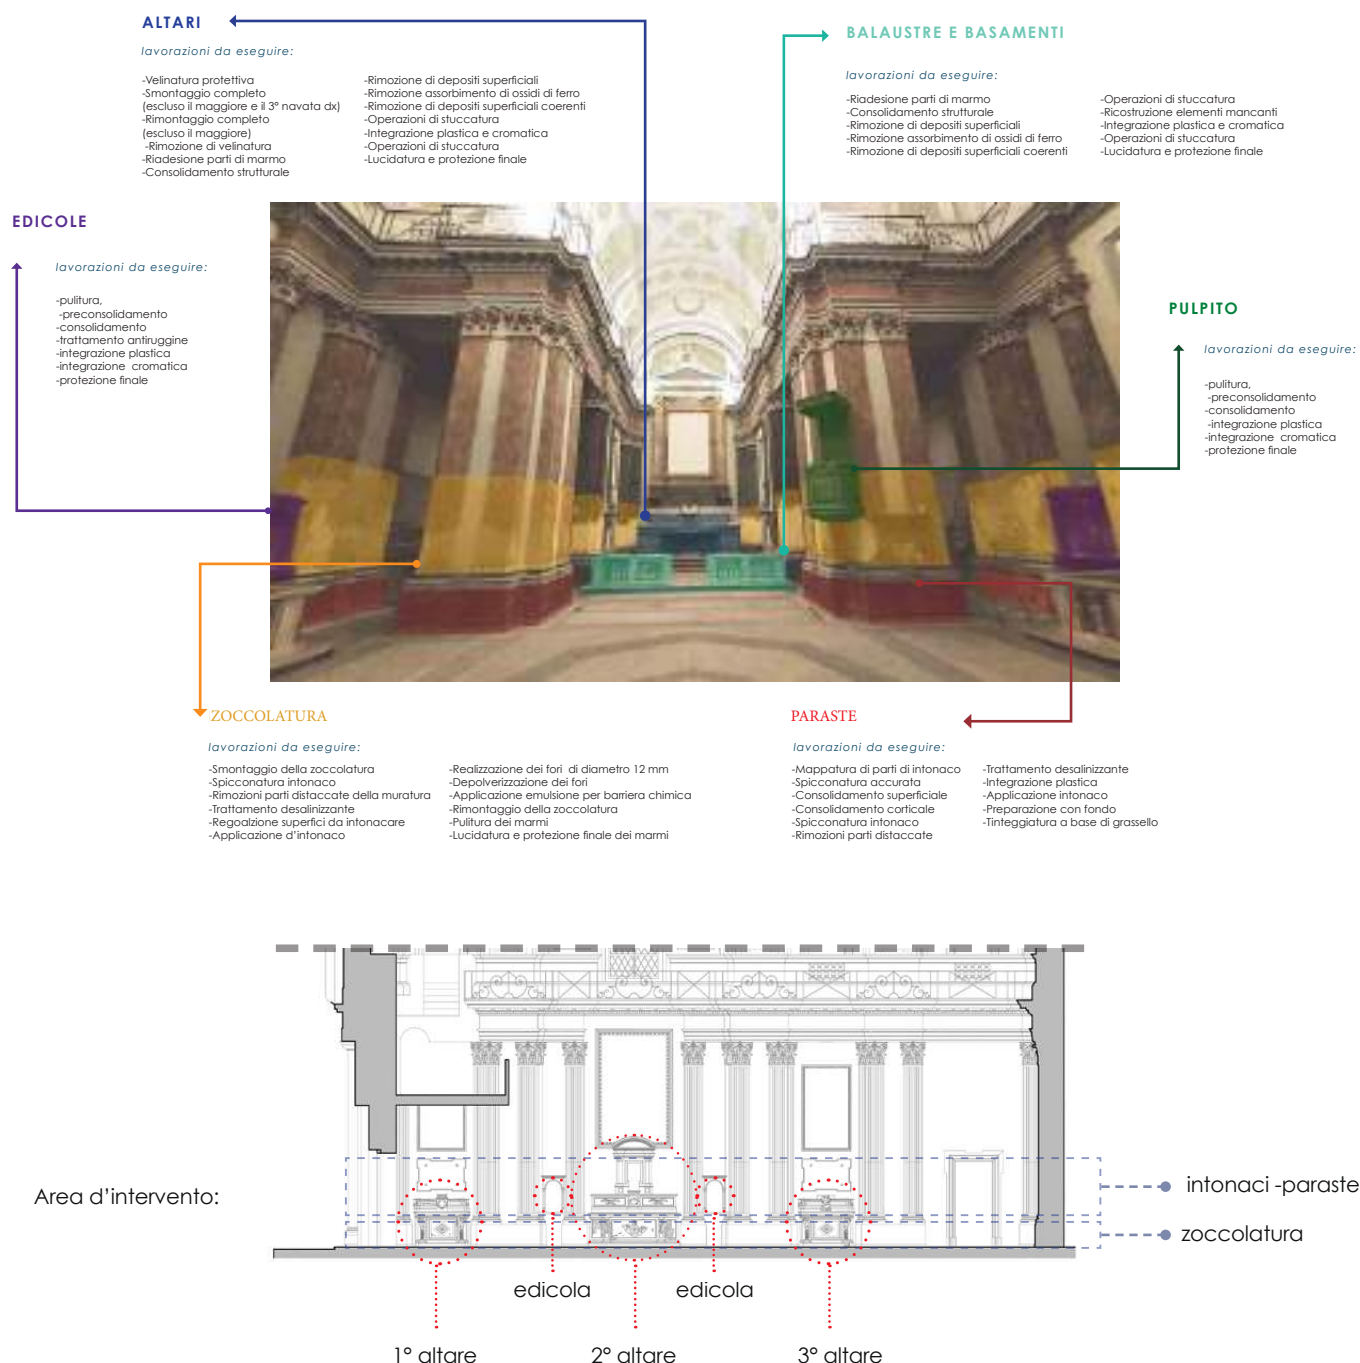 ALTARI
lavorazioni da eseguire:
-Velinatura protettiva
-Smontaggio completo
(escluso il maggiore e il 3° navata dx)
-Rimontaggio completo
(escluso il maggiore)
-Rimozione di velinatura
-Riadesione parti di marmo
-Consolidamento strutturale
-Rimozione di depositi superficiali
-Rimozione assorbimento di ossidi di ferro
-Rimozione di depositi superficiali coerenti
-Operazioni di stuccatura
-Integrazione plastica e cromatica
-Operazioni di stuccatura
-Lucidatura e protezione finale
BALAUSTRE E BASAMENTI
lavorazioni da eseguire:
-Riadesione parti di marmo
-Consolidamento strutturale
-Rimozione di depositi superficiali
-Rimozione assorbimento di ossidi di ferro
-Rimozione di depositi superficiali coerenti
-Operazioni di stuccatura
-Ricostruzione elementi mancanti
-Integrazione plastica e cromatica
-Operazioni di stuccatura
-Lucidatura e protezione finale
EDICOLE
lavorazioni da eseguire:
-pulitura,
-preconsolidamento
-consolidamento
-trattamento antiruggine
-integrazione plastica
-integrazione cromatica
-protezione finale
PULPITO
lavorazioni da eseguire:
-pulitura,
-preconsolidamento
-consolidamento
-integrazione plastica
-integrazione cromatica
-protezione finale
ZOCCOLATURA
lavorazioni da eseguire:
-Smontaggio della zoccolatura
-Spicconatura intonaco
-Rimozioni parti distaccate della muratura
-Trattamento desalinizzante
-Regoalzione superfici da intonacare
-Applicazione d'intonaco
-Realizzazione dei fori di diametro 12 mm
-Depolverizzazione dei fori
-Applicazione emulsione per barriera chimica
-Rimontaggio della zoccolatura
-Pulitura dei marmi
-Lucidatura e protezione finale dei marmi
PARASTE
lavorazioni da eseguire:
-Mappatura di parti di intonaco
-Spicconatura accurata
-Consolidamento superficiale
-Consolidamento corticale
-Spicconatura intonaco
-Rimozioni parti distaccate
-Trattamento desalinizzante
-Integrazione plastica
-Applicazione intonaco
-Preparazione con fondo
-Tinteggiatura a base di grassello
Area d'intervento:
intonaci -paraste
zoccolatura
edicola
edicola
1° altare
2° altare
3° altare